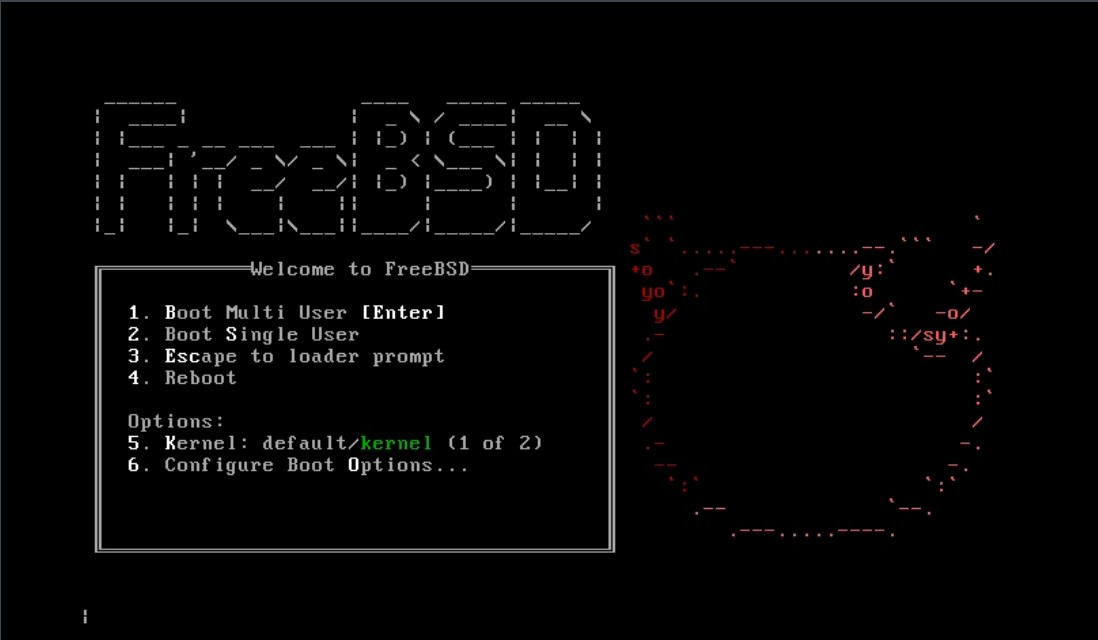 FreeBSD
Welcome to FreeBSD
1. Boot Multi User [Enter]
2. Boot Single User
3. Escape to loader prompt
4. Reboot
Options:
5. Kernel: default/kernel (1 of 2)
6. Configure Boot Options...